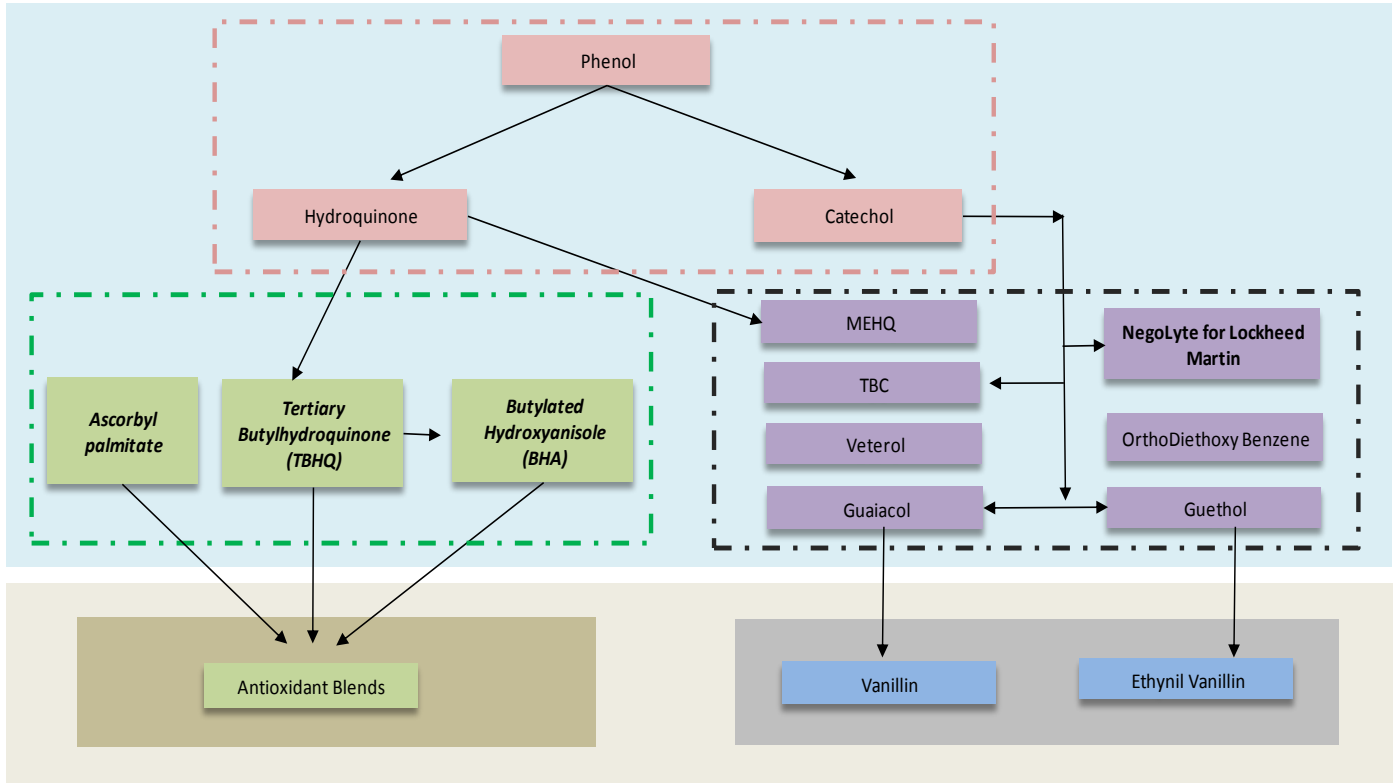 Phenol
Hydroquinone
Catechol
MEHQ
NegoLyte for Lockheed
Martin
TBC
Ascorbyl
palmitate
Tertiary
Butylhydroquinone
(TBHQ)
Butylated
Hydroxyanisole
(BHA)
Veterol
OrthoDiethoxy Benzene
Guaiacol
Guethol
Antioxidant Blends
Vanillin
Ethynil Vanillin